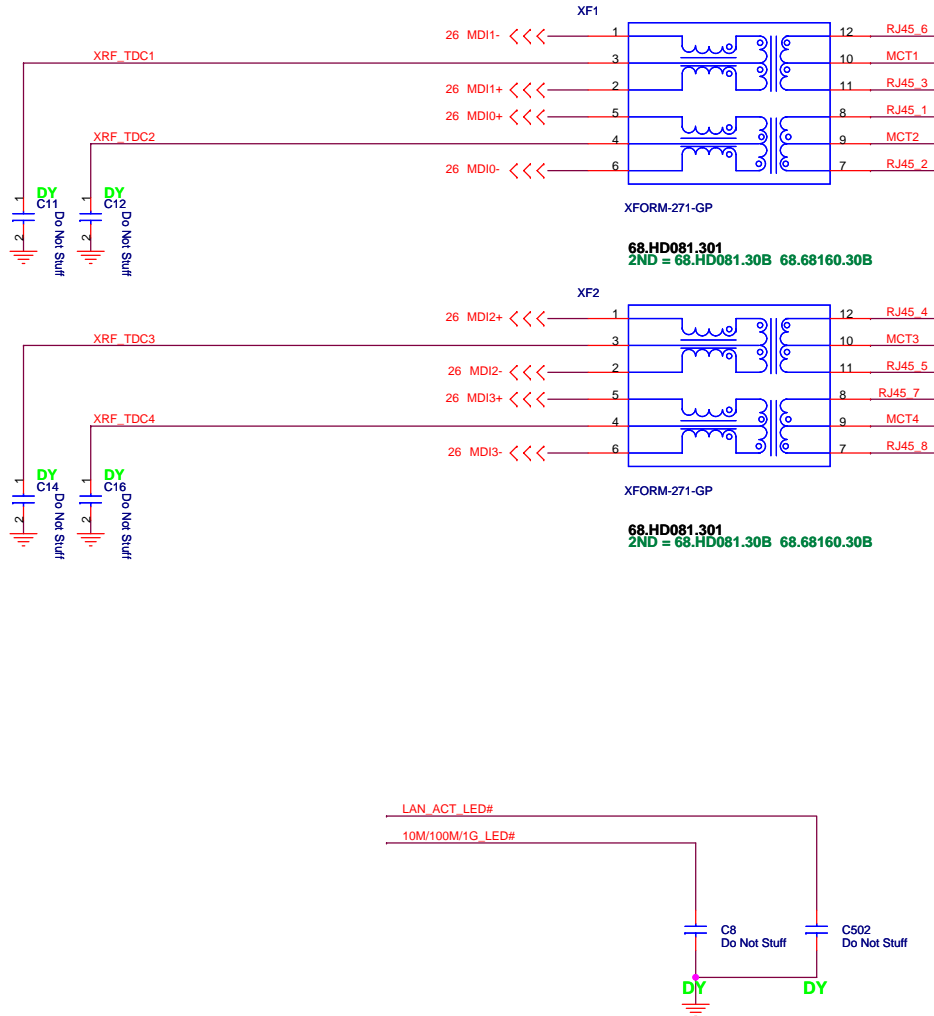 XF1
26 MDI1- 1 12 RJ45_6
XRF_TDC1 3 10 MCT1
26 MDI1+ 2 11 RJ45_3
26 MDI0+ 5 8 RJ45_1
XRF_TDC2 4 9 MCT2
26 MDI0- 6 7 RJ45_2
DY DY
1 C11 1 C12
2 Do Not Stuff 2 Do Not Stuff
XFORM-271-GP
68.HD081.301
2ND = 68.HD081.30B 68.68160.30B
XF2
26 MDI2+ 1 12 RJ45_4
XRF_TDC3 3 10 MCT3
26 MDI2- 2 11 RJ45_5
26 MDI3+ 5 8 RJ45_7
XRF_TDC4 4 9 MCT4
26 MDI3- 6 7 RJ45_8
DY DY
1 C14 1 C16
2 Do Not Stuff 2 Do Not Stuff
XFORM-271-GP
68.HD081.301
2ND = 68.HD081.30B 68.68160.30B
LAN_ACT_LED#
10M/100M/1G_LED#
C8 C502
Do Not Stuff Do Not Stuff
DY DY